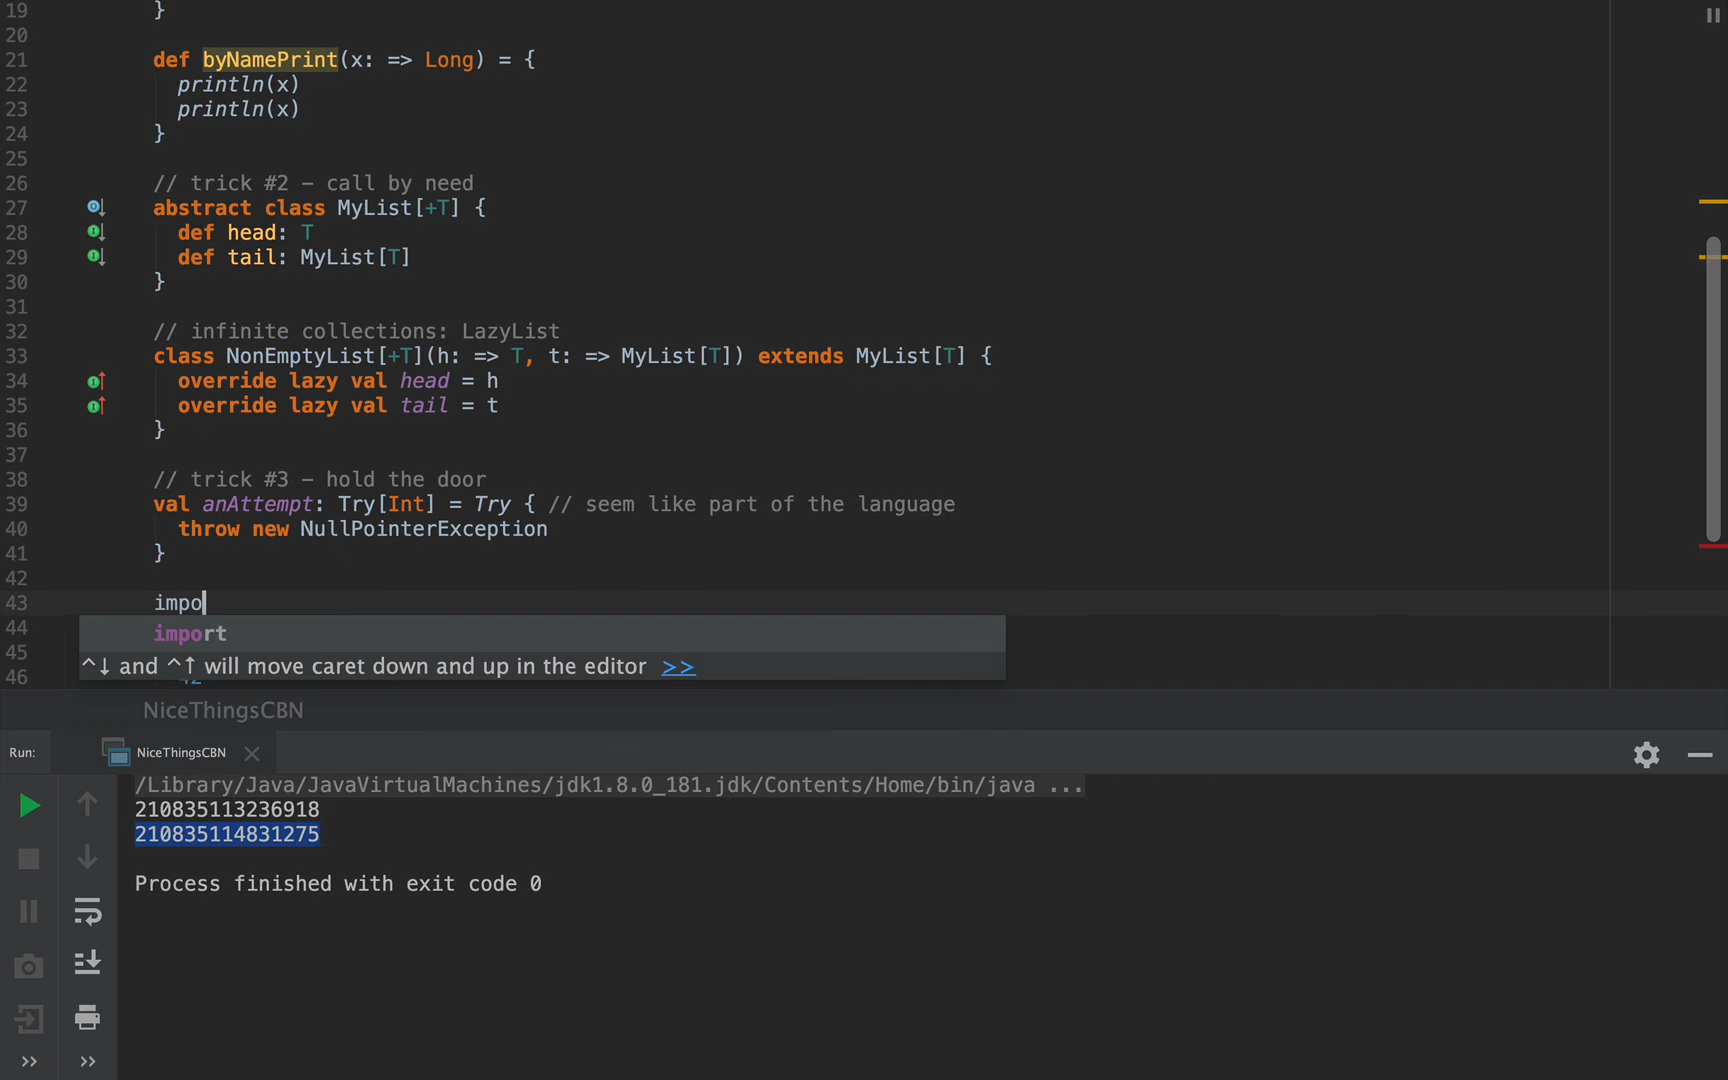 19 }
20
21 def byNamePrint(x: => Long) = {
22 println(x)
23 println(x)
24 }
25
26 // trick #2 – call by need
27 abstract class MyList[+T] {
28 def head: T
29 def tail: MyList[T]
30 }
31
32 // infinite collections: LazyList
33 class NonEmptyList[+T](h: => T, t: => MyList[T]) extends MyList[T] {
34 override lazy val head = h
35 override lazy val tail = t
36 }
37
38 // trick #3 – hold the door
39 val anAttempt: Try[Int] = Try { // seem like part of the language
40 throw new NullPointerException
41 }
42
43 impo
44 import
45 ^↓ and ^↑ will move caret down and up in the editor >>
46
NiceThingsCBN
Run: NiceThingsCBN
/Library/Java/JavaVirtualMachines/jdk1.8.0_181.jdk/Contents/Home/bin/java ...
210835113236918
210835114831275
Process finished with exit code 0